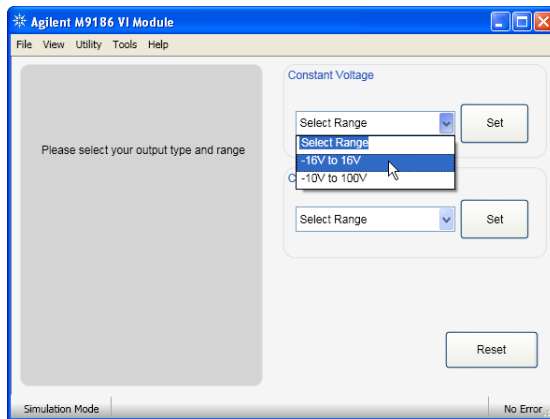 Agilent M9186 VI Module
File View Utility Tools Help
Please select your output type and range
Constant Voltage
Select Range
Set
Select Range
-16V to 16V
-10V to 100V
Select Range
Set
Reset
Simulation Mode
No Error